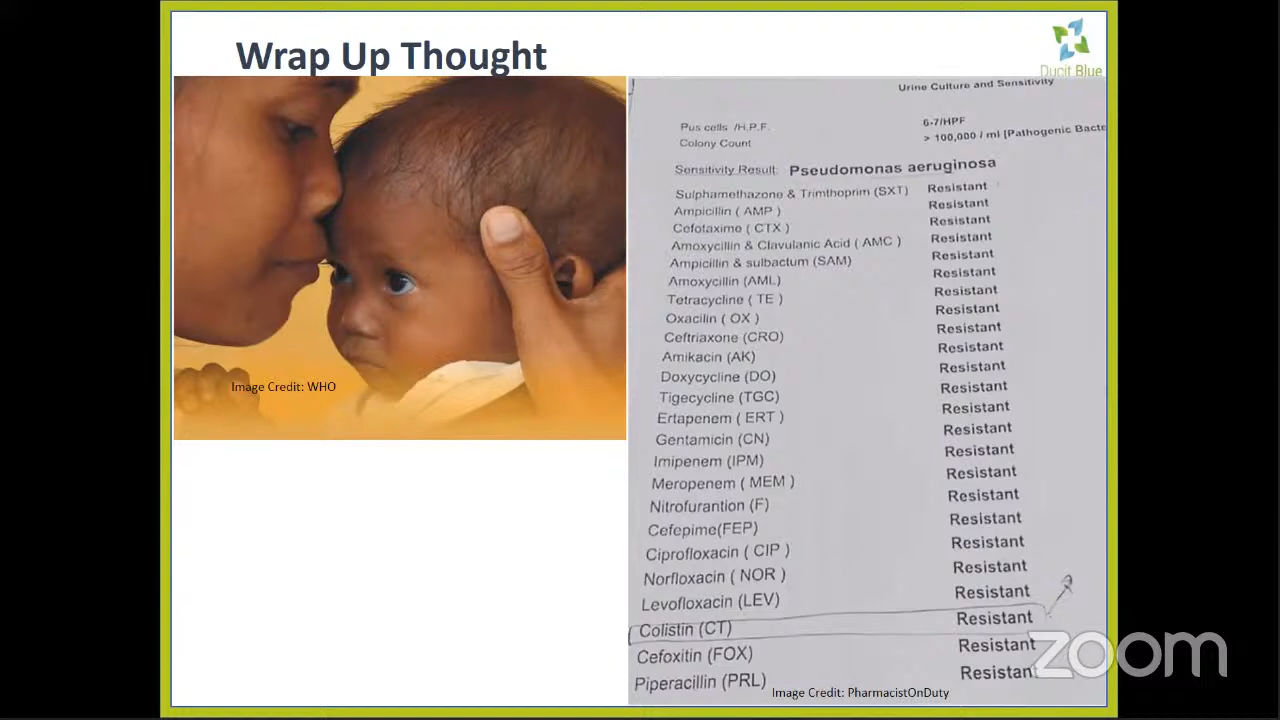 Wrap Up Thought
Ducit Blue
Image Credit: WHO
Urine Culture and Sensitivity
Pus cells /H.P.F.
6-7/HPF
Colony Count
> 100,000 / ml [Pathogenic Bacte
Sensitivity Result: Pseudomonas aeruginosa
Sulphamethazone & Trimthoprim (SXT) Resistant
Ampicillin ( AMP ) Resistant
Cefotaxime ( CTX ) Resistant
Amoxycillin & Clavulanic Acid ( AMC ) Resistant
Ampicillin & sulbactum (SAM) Resistant
Amoxycillin (AML) Resistant
Tetracycline ( TE ) Resistant
Oxacilin ( OX ) Resistant
Ceftriaxone (CRO) Resistant
Amikacin (AK) Resistant
Doxycycline (DO) Resistant
Tigecycline (TGC) Resistant
Ertapenem ( ERT ) Resistant
Gentamicin (CN) Resistant
Imipenem (IPM) Resistant
Meropenem ( MEM ) Resistant
Nitrofurantion (F) Resistant
Cefepime(FEP) Resistant
Ciprofloxacin ( CIP ) Resistant
Norfloxacin ( NOR ) Resistant
Levofloxacin (LEV) Resistant
Colistin (CT) Resistant
Cefoxitin (FOX) Resistant
Piperacillin (PRL) Resistant
Image Credit: PharmacistOnDuty
zoom